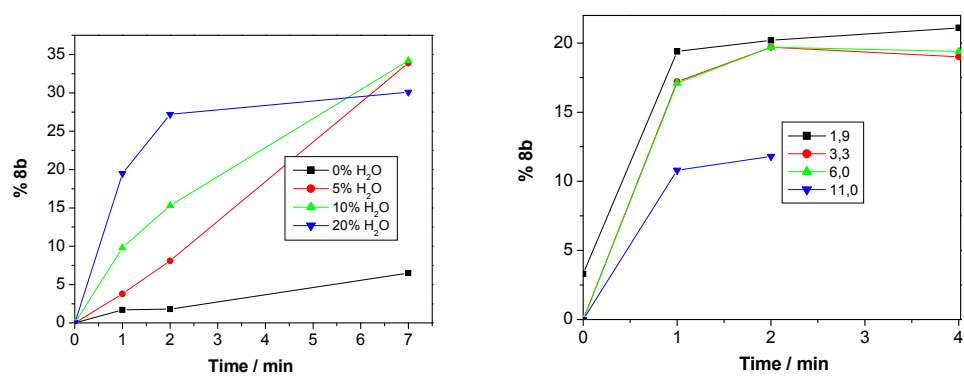 % 8b
35
30
25
20
15
10
5
0
0% H₂O
5% H₂O
10% H₂O
20% H₂O
0 1 2 3 4 5 6 7
Time / min
% 8b
20
15
10
5
0
1,9
3,3
6,0
11,0
0 1 2 3 4
Time / min